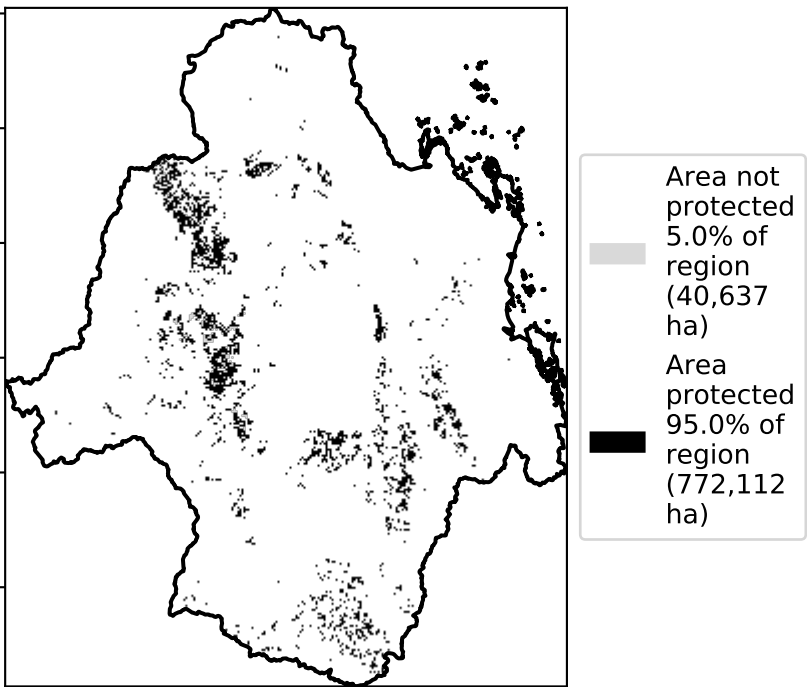 Area not
protected
5.0% of
region
(40,637
ha)
Area
protected
95.0% of
region
(772,112
ha)